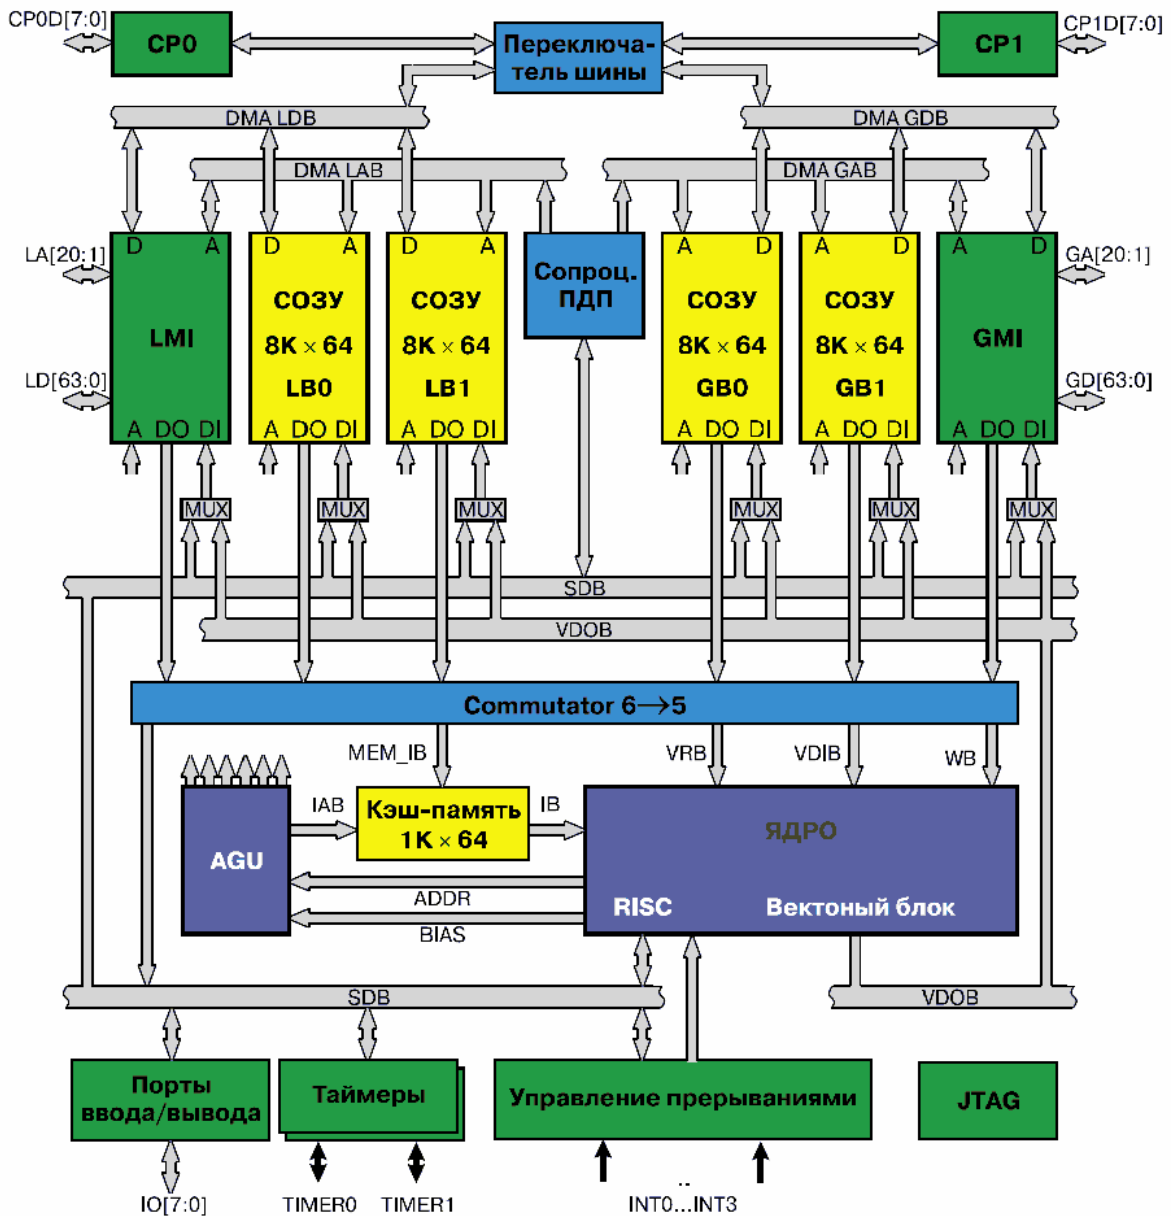 CP0D[7:0]
CP0
Переключа-
тель шины
CP1
CP1D[7:0]
DMA LDB
DMA GDB
DMA LAB
DMA GAB
D A
D A
D A
A D
A D
A D
LA[20:1]
GA[20:1]
LMI
СОЗУ
8K × 64
LB0
СОЗУ
8K × 64
LB1
Сопроц.
ПДП
СОЗУ
8K × 64
GB0
СОЗУ
8K × 64
GB1
GMI
LD[63:0]
GD[63:0]
A DO DI
A DO DI
A DO DI
A DO DI
A DO DI
A DO DI
MUX
MUX
MUX
MUX
MUX
MUX
SDB
VDOB
Commutator 6→5
MEM_IB
VRB
VDIB
WB
AGU
IAB
Кэш-память
1K × 64
IB
ЯДРО
ADDR
BIAS
RISC
Вектоный блок
SDB
VDOB
Порты
ввода/вывода
Таймеры
Управление прерываниями
JTAG
IO[7:0]
TIMER0
TIMER1
INT0...INT3